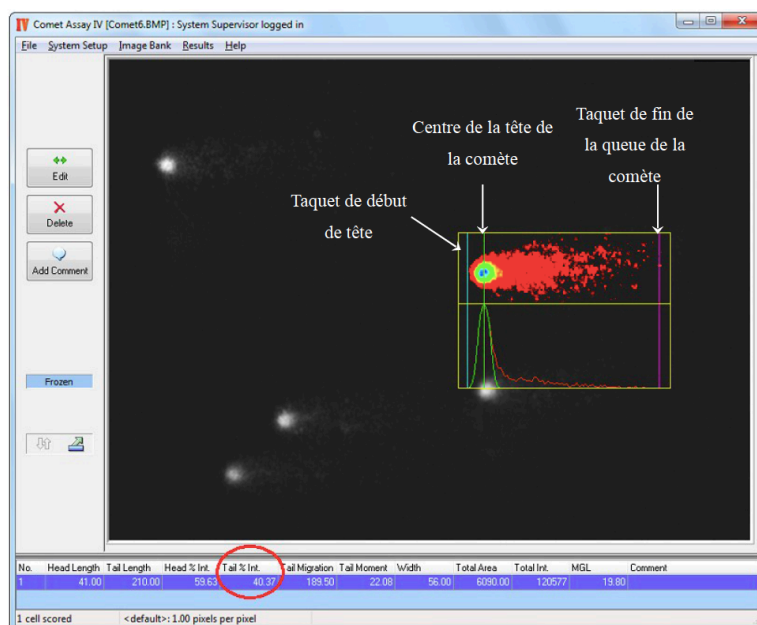 Comet Assay IV [Comet6.BMP] : System Supervisor logged in
File System Setup Image Bank Results Help
Edit
Delete
Add Comment
Frozen
Centre de la tête de
la comète
Taquet de fin de
la queue de la
comète
Taquet de début
de tête
No. Head Length Tail Length Head % Int. Tail % Int. Tail Migration Tail Moment Width Total Area Total Int. MGL Comment
1 41.00 210.00 59.63 40.37 189.50 22.08 56.00 6090.00 120577 19.80
1 cell scored <default>: 1.00 pixels per pixel